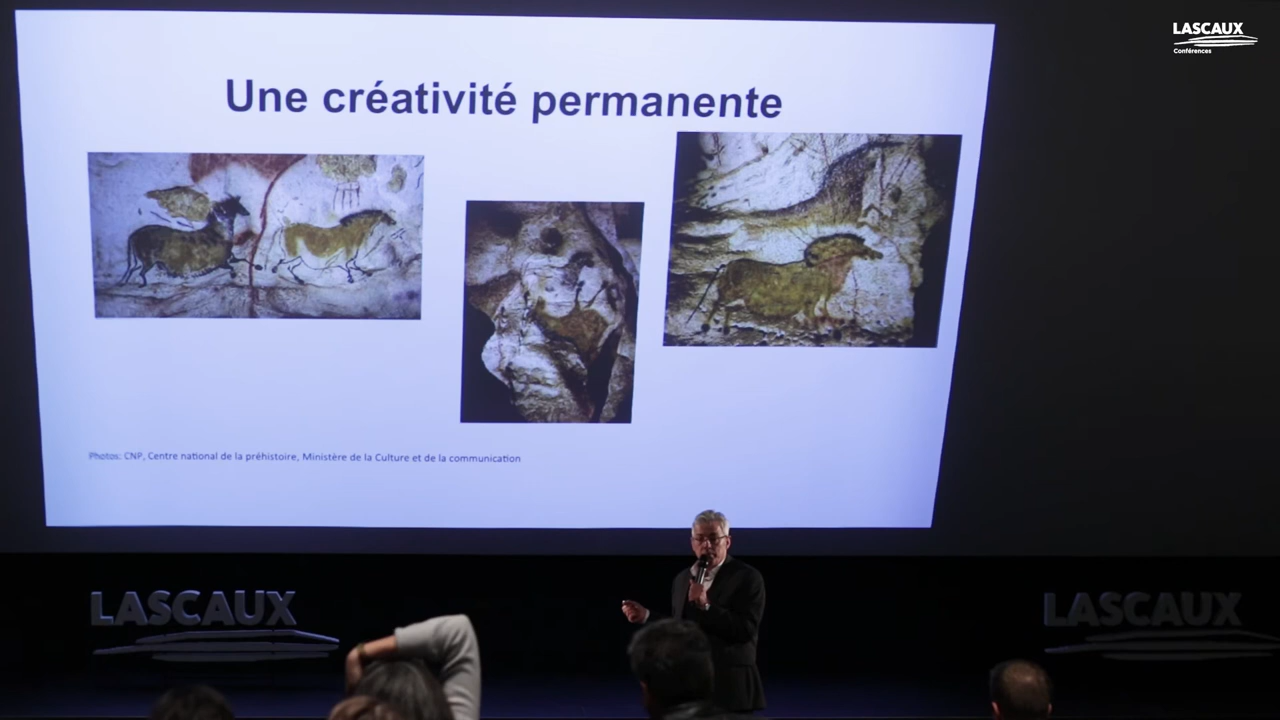 LASCAUX
Conférences
Une créativité permanente
Photos: CNP, Centre national de la préhistoire, Ministère de la Culture et de la communication
LASCAUX
LASCAUX